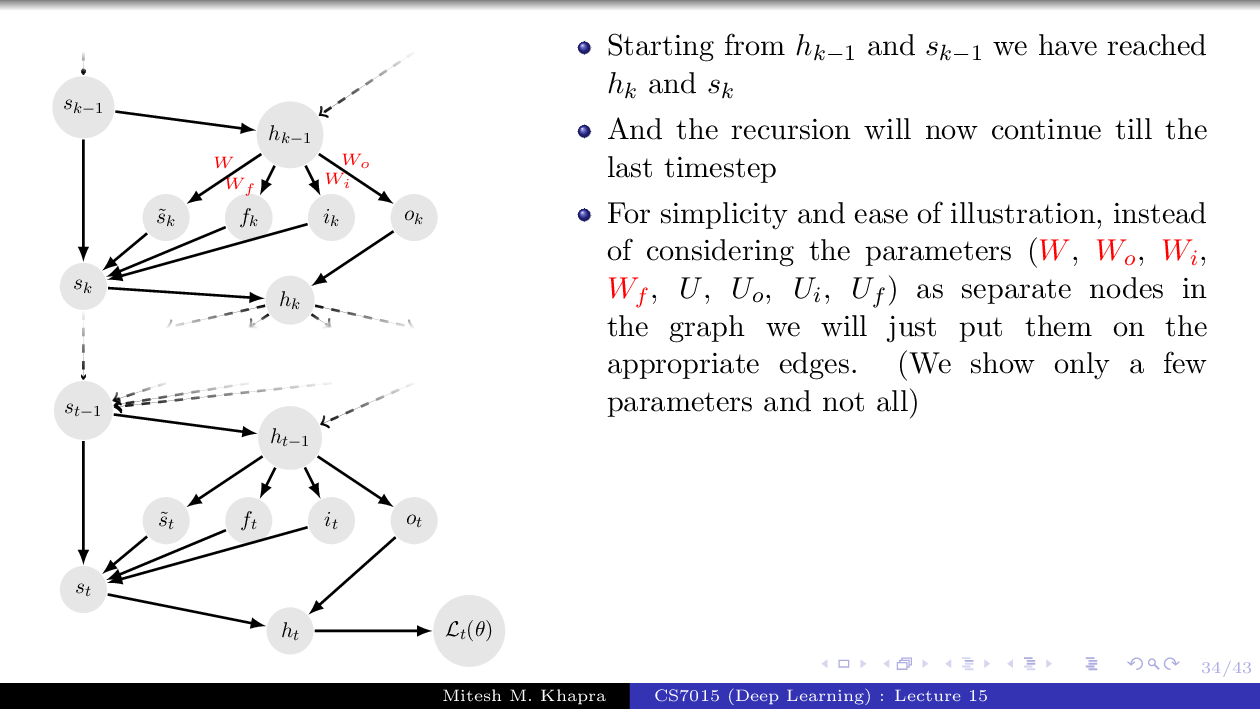 s_{k−1}
h_{k−1}
W
W_o
W_f
W_i
s̃_k
f_k
i_k
o_k
s_k
h_k
s_{t−1}
h_{t−1}
s̃_t
f_t
i_t
o_t
s_t
h_t
ℒ_t(θ)
Starting from h_{k−1} and s_{k−1} we have reached
h_k and s_k
And the recursion will now continue till the
last timestep
For simplicity and ease of illustration, instead
of considering the parameters (W, W_o, W_i,
W_f, U, U_o, U_i, U_f) as separate nodes in
the graph we will just put them on the
appropriate edges. (We show only a few
parameters and not all)
34/43
Mitesh M. Khapra
CS7015 (Deep Learning) : Lecture 15